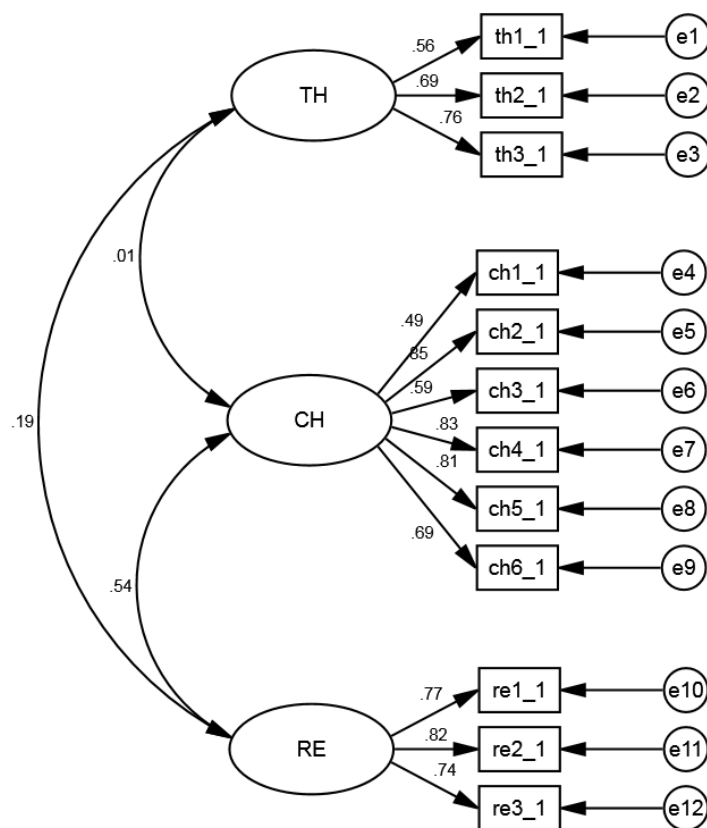 .56 th1_1 e1
TH .69 th2_1 e2
.76 th3_1 e3
.01
ch1_1 e4
.49 ch2_1 e5
.85
.59 ch3_1 e6
.19 CH .83 ch4_1 e7
.81 ch5_1 e8
.69 ch6_1 e9
.54
.77 re1_1 e10
RE .82 re2_1 e11
.74 re3_1 e12